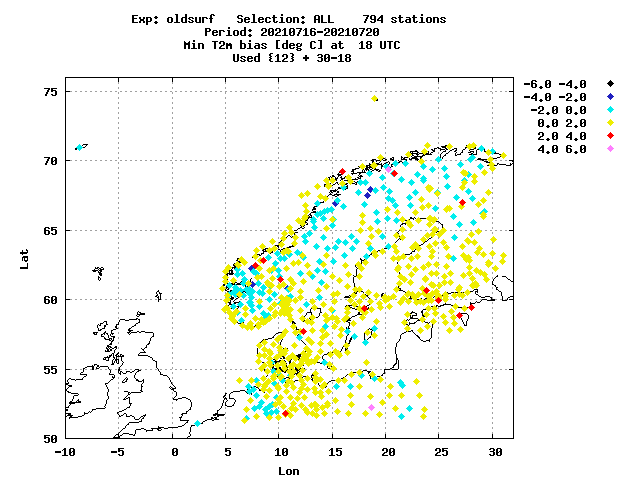 Exp: oldsurf   Selection: ALL    794 stations
Period: 20210716-20210720
Min T2m bias [deg C] at  18 UTC
Used {12} + 30-18
-6.0 -4.0
-4.0 -2.0
-2.0 0.0
0.0 2.0
2.0 4.0
4.0 6.0
75
70
65
60
55
50
Lat
-10 -5 0 5 10 15 20 25 30
Lon